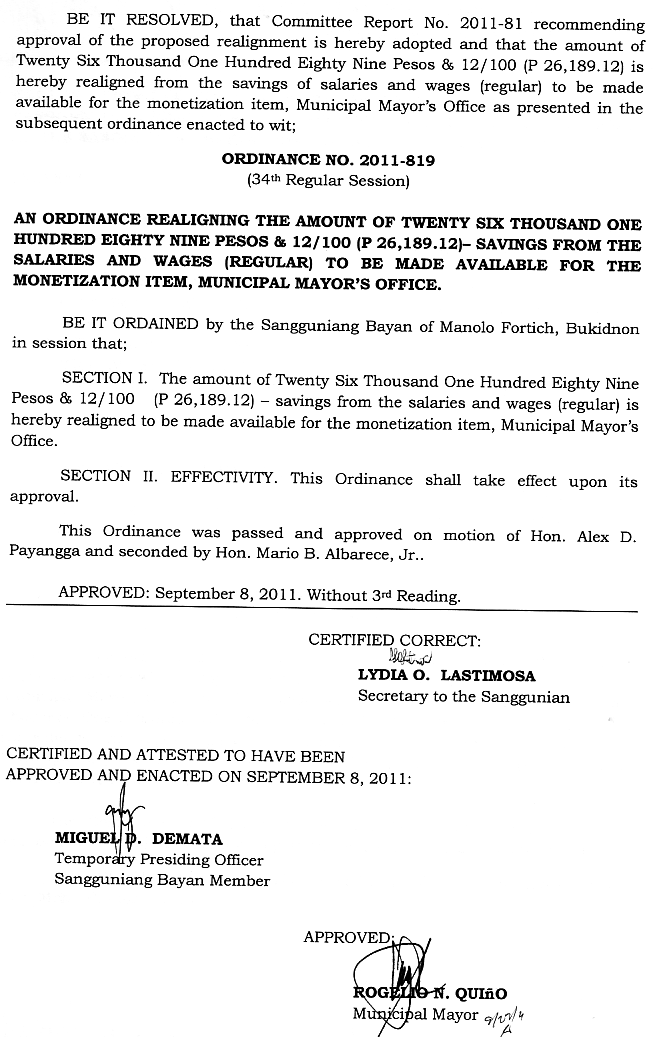 BE IT RESOLVED, that Committee Report No. 2011-81 recommending
approval of the proposed realignment is hereby adopted and that the amount of
Twenty Six Thousand One Hundred Eighty Nine Pesos & 12/100 (P 26,189.12) is
hereby realigned from the savings of salaries and wages (regular) to be made
available for the monetization item, Municipal Mayor's Office as presented in the
subsequent ordinance enacted to wit;
ORDINANCE NO. 2011-819
(34th Regular Session)
AN ORDINANCE REALIGNING THE AMOUNT OF TWENTY SIX THOUSAND ONE
HUNDRED EIGHTY NINE PESOS & 12/100 (P 26,189.12)– SAVINGS FROM THE
SALARIES AND WAGES (REGULAR) TO BE MADE AVAILABLE FOR THE
MONETIZATION ITEM, MUNICIPAL MAYOR'S OFFICE.
BE IT ORDAINED by the Sangguniang Bayan of Manolo Fortich, Bukidnon
in session that;
SECTION I. The amount of Twenty Six Thousand One Hundred Eighty Nine
Pesos & 12/100 (P 26,189.12) – savings from the salaries and wages (regular) is
hereby realigned to be made available for the monetization item, Municipal Mayor's
Office.
SECTION II. EFFECTIVITY. This Ordinance shall take effect upon its
approval.
This Ordinance was passed and approved on motion of Hon. Alex D.
Payangga and seconded by Hon. Mario B. Albarece, Jr..
APPROVED: September 8, 2011. Without 3rd Reading.
CERTIFIED CORRECT:
LYDIA O. LASTIMOSA
Secretary to the Sanggunian
CERTIFIED AND ATTESTED TO HAVE BEEN
APPROVED AND ENACTED ON SEPTEMBER 8, 2011:
MIGUEL D. DEMATA
Temporary Presiding Officer
Sangguniang Bayan Member
APPROVED:
ROGELIO N. QUIñO
Municipal Mayor